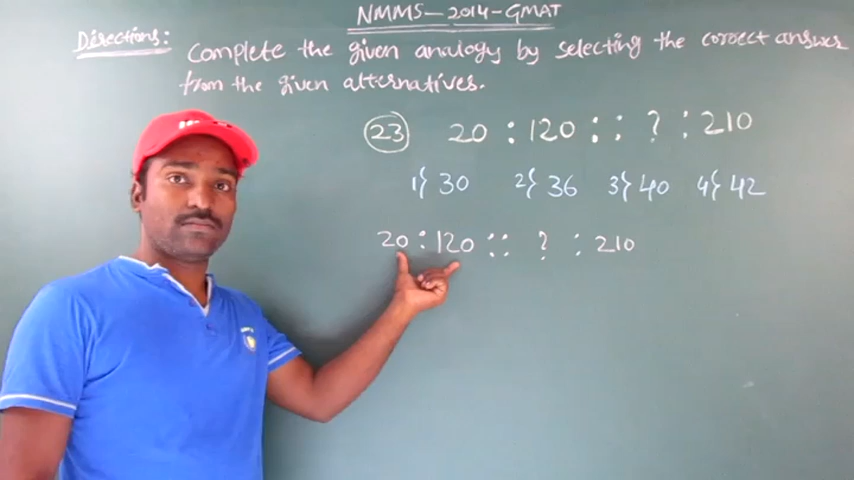 NMMS-2014-GMAT
Directions: Complete the given analogy by selecting the correct answer
from the given alternatives.
23 20 : 120 :: ? : 210
1} 30 2} 36 3} 40 4} 42
20 : 120 :: ? : 210